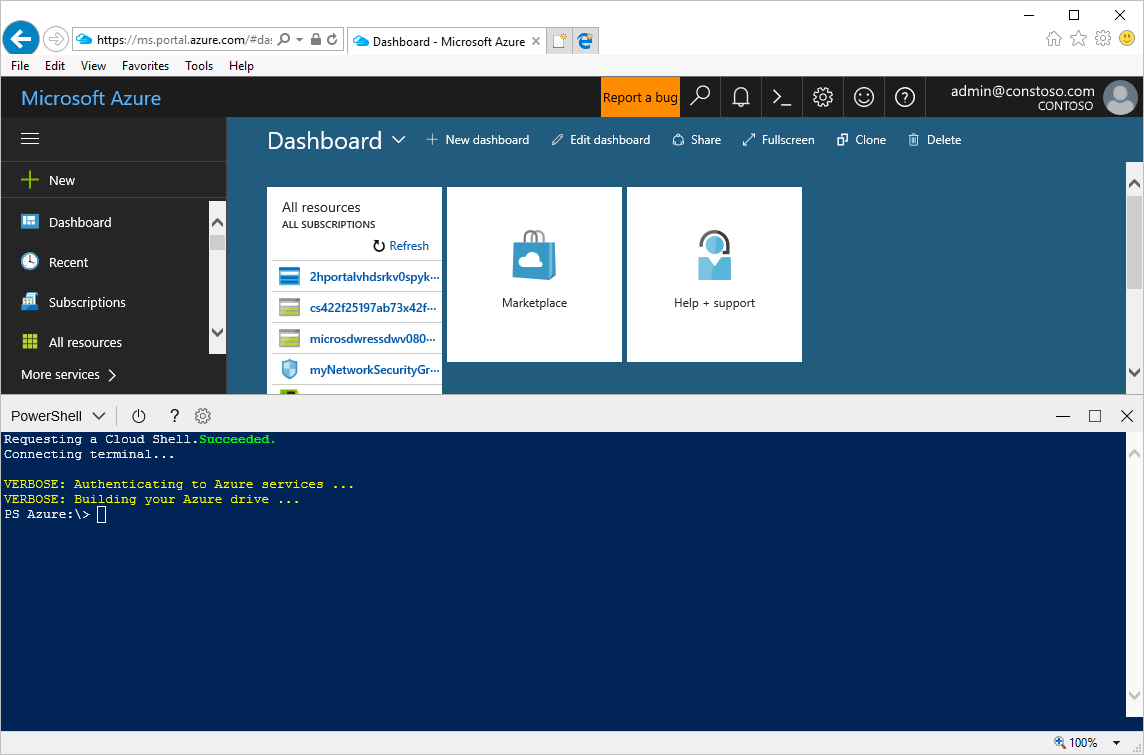 https://ms.portal.azure.com/#da
Dashboard - Microsoft Azure
File Edit View Favorites Tools Help
Microsoft Azure
Report a bug
admin@constoso.com
CONTOSO
Dashboard
New dashboard
Edit dashboard
Share
Fullscreen
Clone
Delete
New
Dashboard
Recent
Subscriptions
All resources
More services
All resources
ALL SUBSCRIPTIONS
Refresh
2hportalvhdsrkv0spyk···
cs422f25197ab73x42f···
microsdwressdwv080···
myNetworkSecurityGr···
Marketplace
Help + support
PowerShell
?
Requesting a Cloud Shell.Succeeded.
Connecting terminal...
VERBOSE: Authenticating to Azure services ...
VERBOSE: Building your Azure drive ...
PS Azure:\>
100%